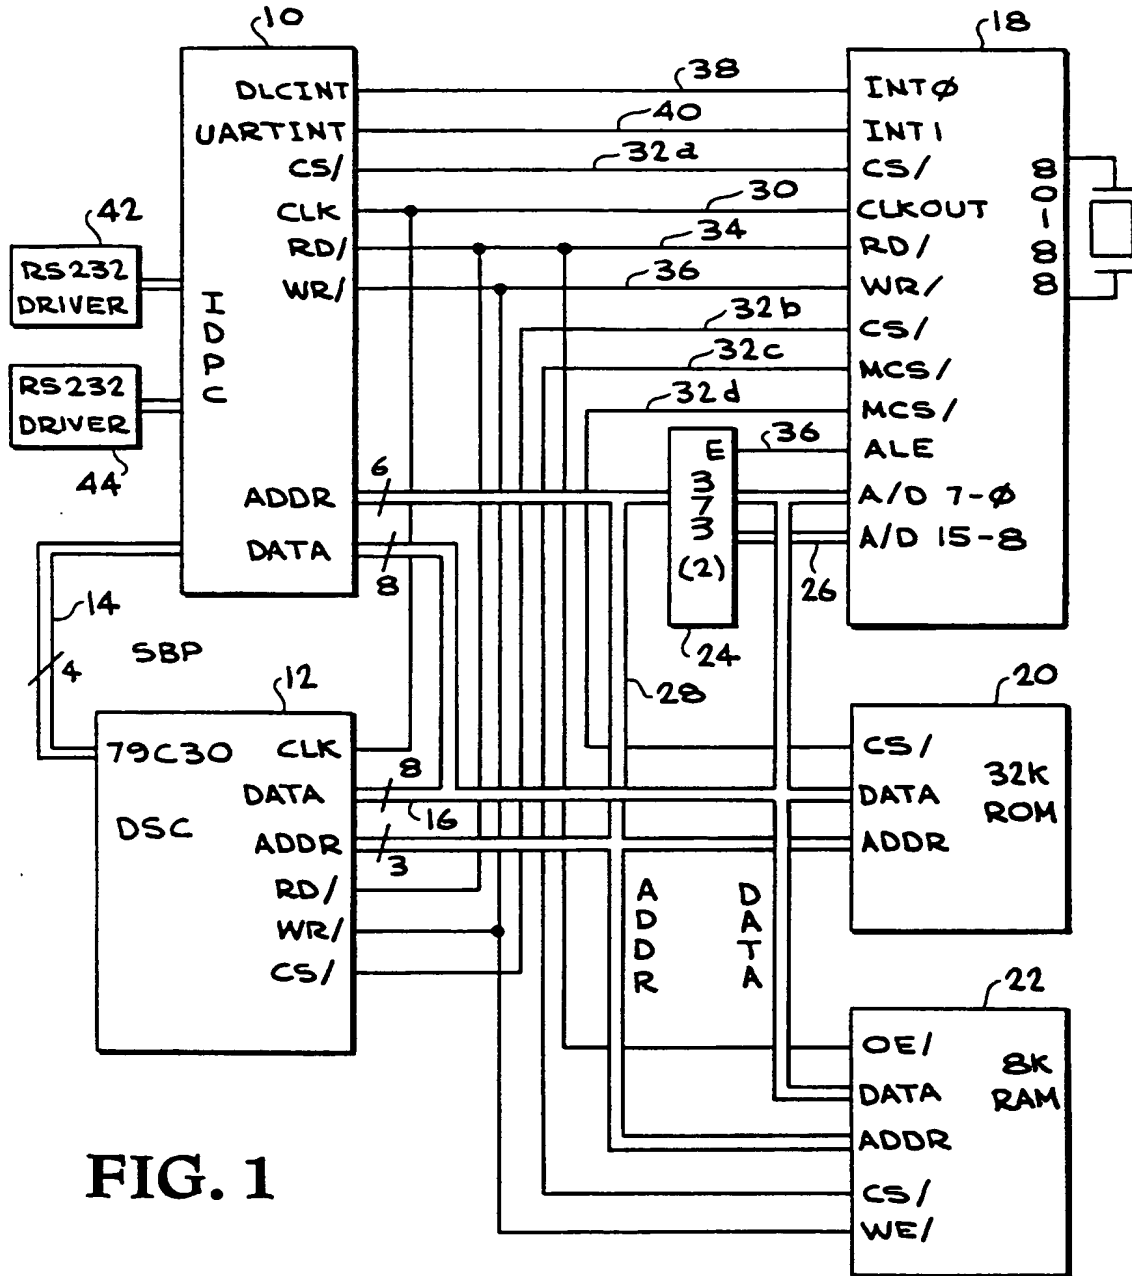 10
18
DLCINT
38
INTØ
UARTINT
40
INT1
CS/
32a
CS/
CLK
30
CLKOUT
RD/
34
RD/
WR/
36
WR/
80188
42
RS232
DRIVER
IDPC
32b
CS/
32c
MCS/
RS232
DRIVER
44
32d
MCS/
E
36
ALE
373
(2)
ADDR
6
A/D 7-Ø
DATA
8
A/D 15-8
26
14
4
SBP
24
28
12
20
79C30
CLK
CS/
DSC
DATA
8
16
DATA
32K
ROM
ADDR
3
ADDR
RD/
WR/
CS/
ADDR
DATA
22
OE/
8K
RAM
DATA
ADDR
CS/
WE/
FIG. 1